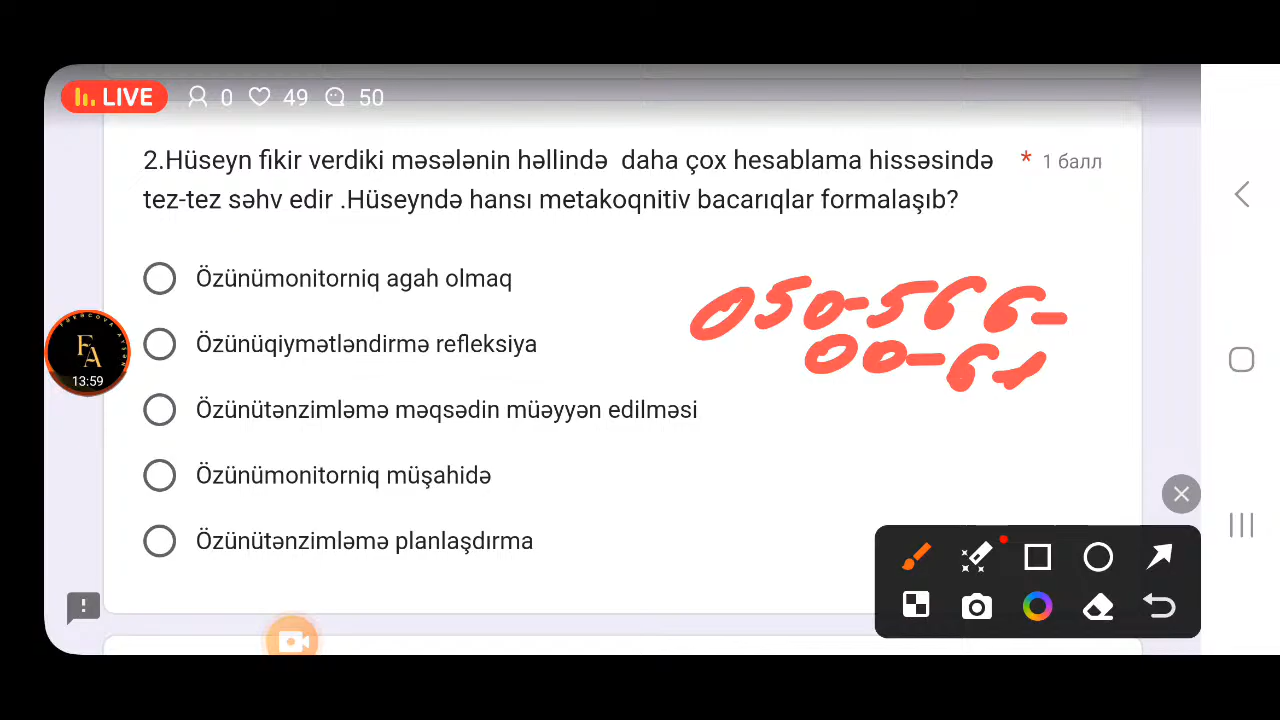 LIVE 0 49 50
2.Hüseyn fikir verdiki məsələnin həllində daha çox hesablama hissəsində * 1 балл
tez-tez səhv edir .Hüseyndə hansı metakoqnitiv bacarıqlar formalaşıb?
Özünümonitorniq agah olmaq
050-566-
Özünüqiymətləndirmə refleksiya
00-61
FA
13:59
Özünütənzimləmə məqsədin müəyyən edilməsi
Özünümonitorniq müşahidə
Özünütənzimləmə planlaşdırma